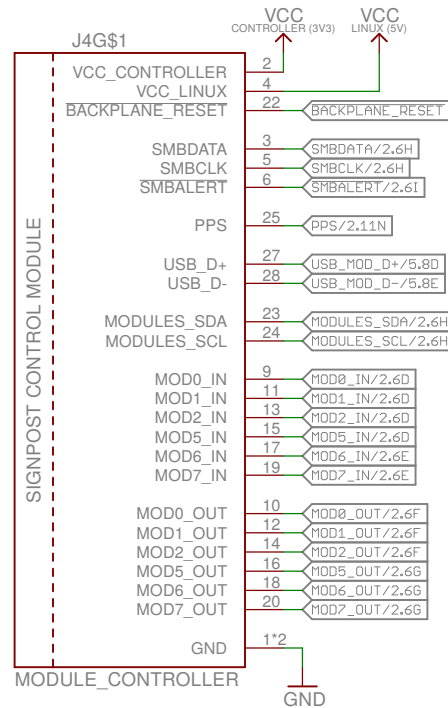 VCC
CONTROLLER (3V3)
VCC
LINUX (5V)
J4G$1
SIGNPOST CONTROL MODULE
VCC_CONTROLLER 2
VCC_LINUX 4
BACKPLANE_RESET 22 BACKPLANE_RESET
SMBDATA 3 SMBDATA/2.6H
SMBCLK 5 SMBCLK/2.6H
SMBALERT 6 SMBALERT/2.6I
PPS 25 PPS/2.11N
USB_D+ 27 USB_MOD_D+/5.8D
USB_D- 28 USB_MOD_D-/5.8E
MODULES_SDA 23 MODULES_SDA/2.6H
MODULES_SCL 24 MODULES_SCL/2.6H
MOD0_IN 9 MOD0_IN/2.6D
MOD1_IN 11 MOD1_IN/2.6D
MOD2_IN 13 MOD2_IN/2.6D
MOD5_IN 15 MOD5_IN/2.6D
MOD6_IN 17 MOD6_IN/2.6E
MOD7_IN 19 MOD7_IN/2.6E
MOD0_OUT 10 MOD0_OUT/2.6F
MOD1_OUT 12 MOD1_OUT/2.6F
MOD2_OUT 14 MOD2_OUT/2.6F
MOD5_OUT 16 MOD5_OUT/2.6G
MOD6_OUT 18 MOD6_OUT/2.6G
MOD7_OUT 20 MOD7_OUT/2.6G
GND 1*2
MODULE_CONTROLLER
GND